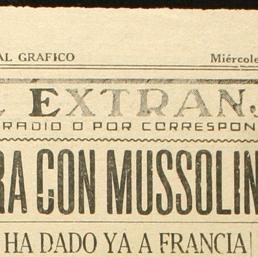 AL GRAFICO Miércole
EXTRANJ
RADIO O POR CORRESPON
RA CON MUSSOLIN
HA DADO YA A FRANCIA